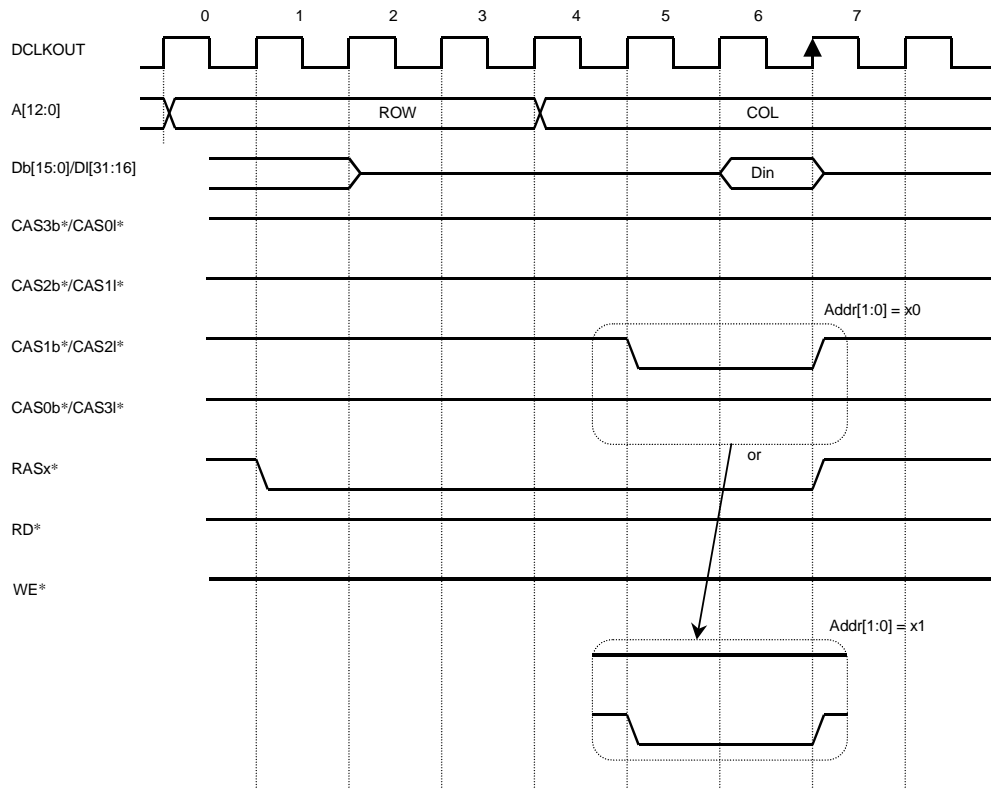 0 1 2 3 4 5 6 7
DCLKOUT
A[12:0] ROW COL
Db[15:0]/Dl[31:16] Din
CAS3b*/CAS0l*
CAS2b*/CAS1l*
Addr[1:0] = x0
CAS1b*/CAS2l*
CAS0b*/CAS3l*
or
RASx*
RD*
WE*
Addr[1:0] = x1